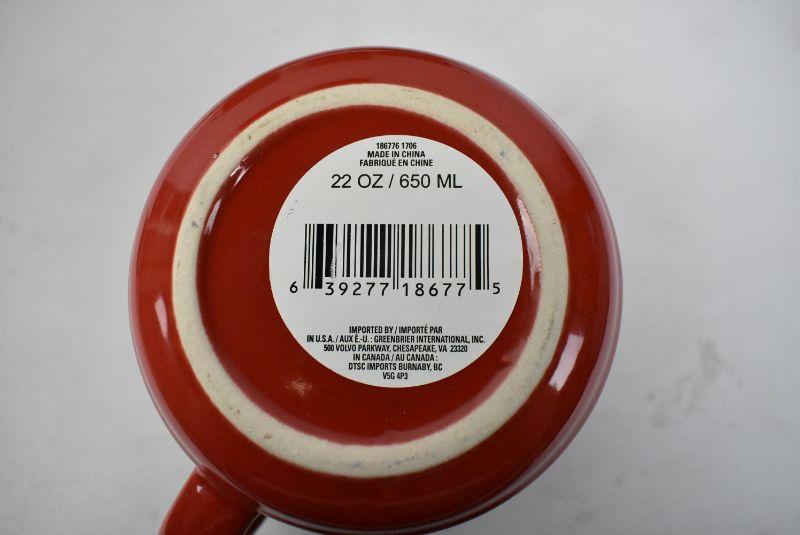 186776 1706
MADE IN CHINA
FABRIQUÉ EN CHINE
22 OZ / 650 ML
6 39277 18677 5
IMPORTED BY / IMPORTÉ PAR
IN U.S.A. / AUX É.-U. : GREENBRIER INTERNATIONAL, INC.
500 VOLVO PARKWAY, CHESAPEAKE, VA 23320
IN CANADA / AU CANADA :
DTSC IMPORTS BURNABY, BC
V5G 4P3